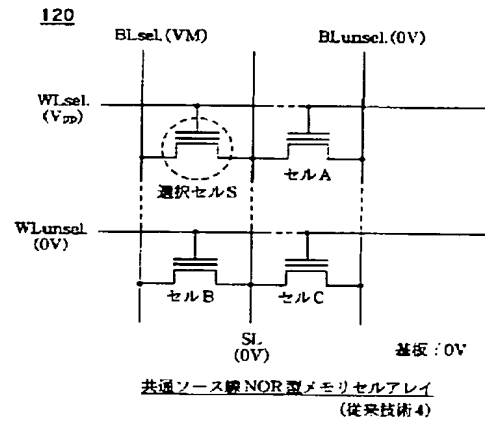 120
BLsel.(VM)
BLunsel.(0V)
WLsel.
(VPP)
セルA
選択セルS
WLunsel.
(0V)
セルB
セルC
SL
(0V)
基板:0V
共通ソース線NOR型メモリセルアレイ
(従来技術4)